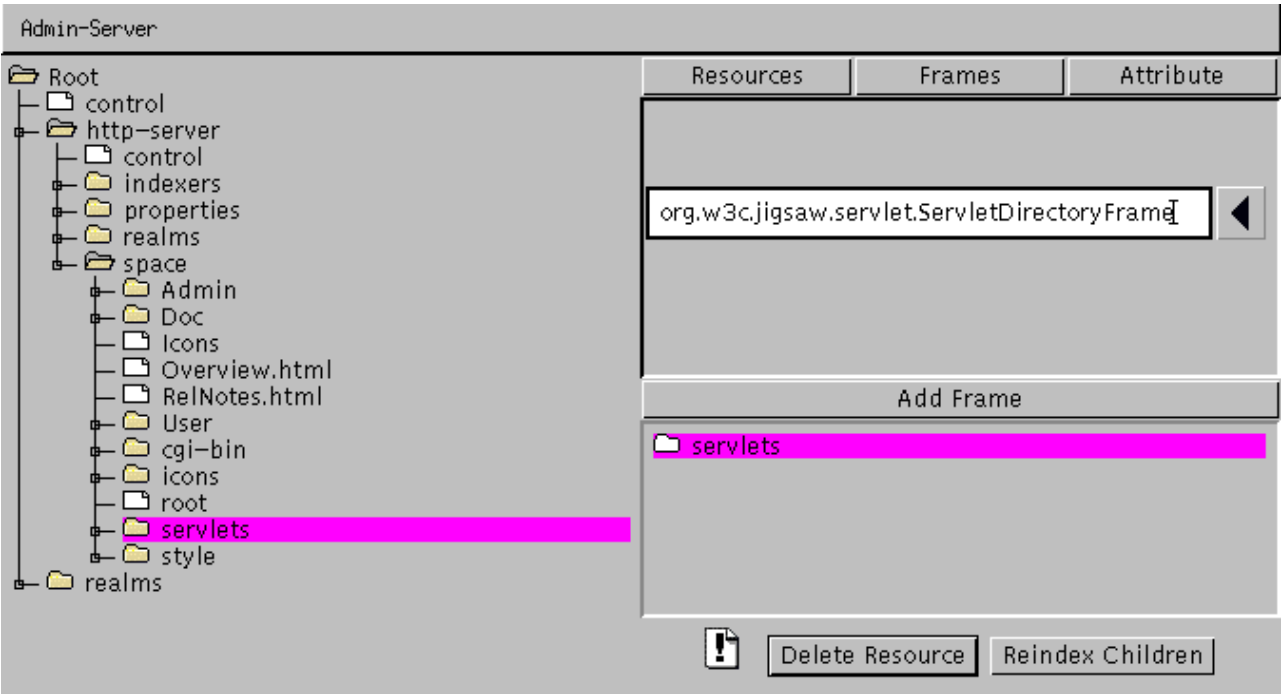 Admin-Server
Root
control
http-server
control
indexers
properties
realms
space
Admin
Doc
Icons
Overview.html
RelNotes.html
User
cgi-bin
icons
root
servlets
style
realms
Resources
Frames
Attribute
org.w3c.jigsaw.servlet.ServletDirectoryFrame
Add Frame
servlets
Delete Resource
Reindex Children